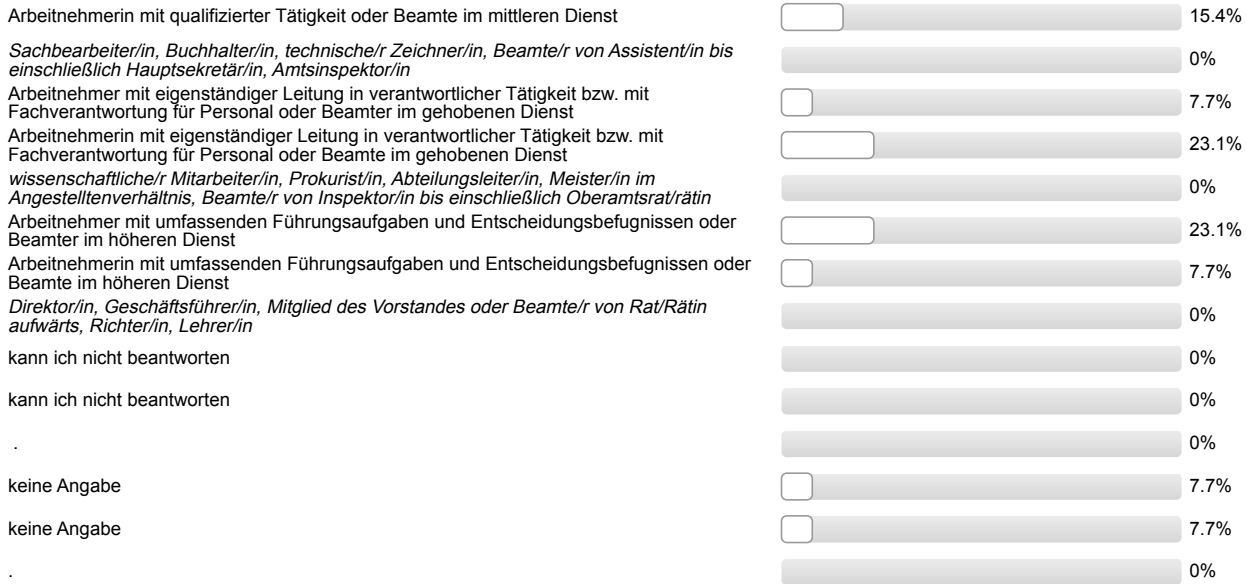 Arbeitnehmerin mit qualifizierter Tätigkeit oder Beamte im mittleren Dienst 15.4%
Sachbearbeiter/in, Buchhalter/in, technische/r Zeichner/in, Beamte/r von Assistent/in bis
einschließlich Hauptsekretär/in, Amtsinspektor/in 0%
Arbeitnehmer mit eigenständiger Leitung in verantwortlicher Tätigkeit bzw. mit
Fachverantwortung für Personal oder Beamter im gehobenen Dienst 7.7%
Arbeitnehmerin mit eigenständiger Leitung in verantwortlicher Tätigkeit bzw. mit
Fachverantwortung für Personal oder Beamte im gehobenen Dienst 23.1%
wissenschaftliche/r Mitarbeiter/in, Prokurist/in, Abteilungsleiter/in, Meister/in im
Angestelltenverhältnis, Beamte/r von Inspektor/in bis einschließlich Oberamtsrat/rätin 0%
Arbeitnehmer mit umfassenden Führungsaufgaben und Entscheidungsbefugnissen oder
Beamter im höheren Dienst 23.1%
Arbeitnehmerin mit umfassenden Führungsaufgaben und Entscheidungsbefugnissen oder
Beamte im höheren Dienst 7.7%
Direktor/in, Geschäftsführer/in, Mitglied des Vorstandes oder Beamte/r von Rat/Rätin
aufwärts, Richter/in, Lehrer/in 0%
kann ich nicht beantworten 0%
kann ich nicht beantworten 0%
. 0%
keine Angabe 7.7%
keine Angabe 7.7%
. 0%